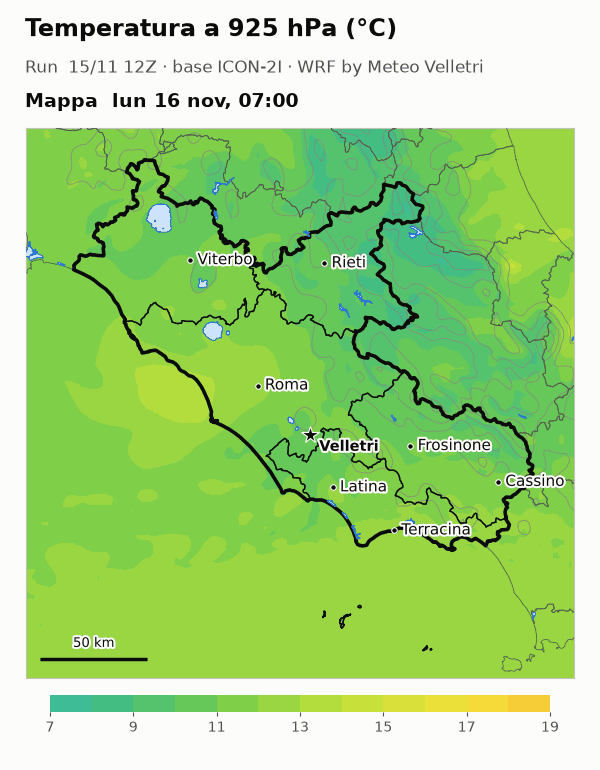 Temperatura a 925 hPa (°C)
Run  15/11 12Z · base ICON-2I · WRF by Meteo Velletri
Mappa  lun 16 nov, 07:00
Viterbo
Rieti
Roma
Velletri
Frosinone
Cassino
Latina
Terracina
50 km
7 9 11 13 15 17 19